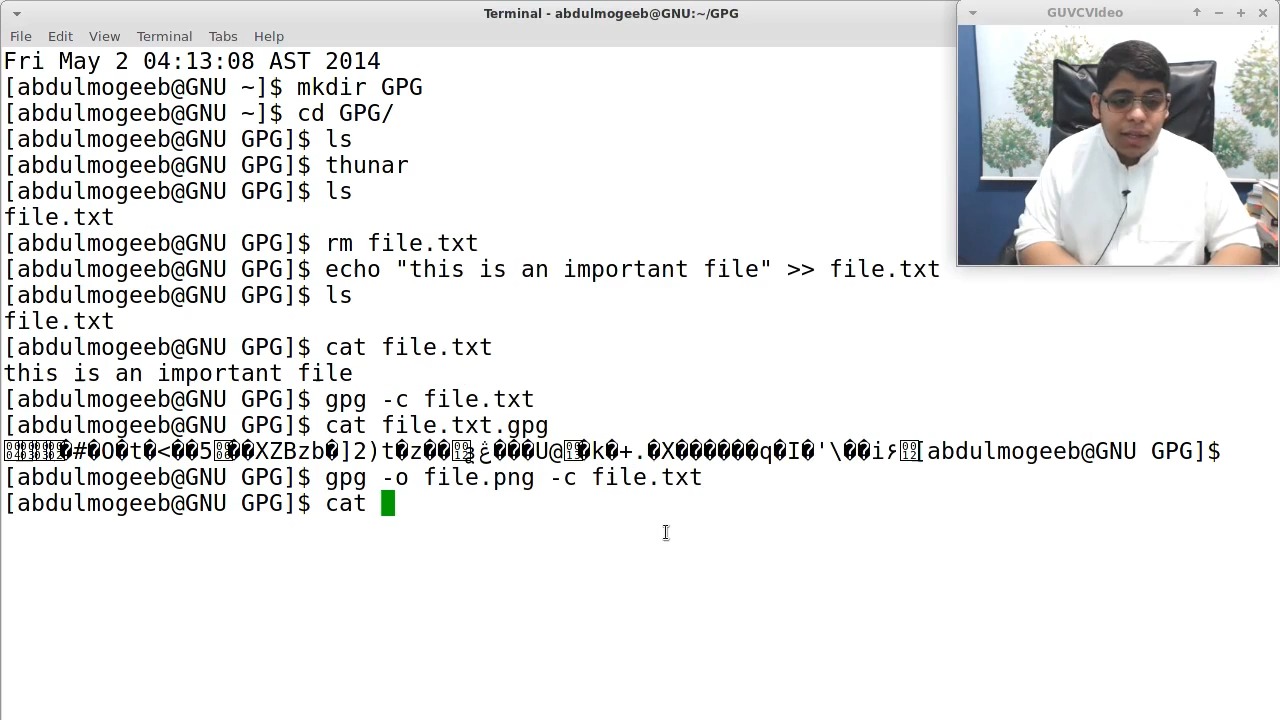 Terminal - abdulmogeeb@GNU:~/GPG
GUVCVIdeo
File Edit View Terminal Tabs Help
Fri May 2 04:13:08 AST 2014
[abdulmogeeb@GNU ~]$ mkdir GPG
[abdulmogeeb@GNU ~]$ cd GPG/
[abdulmogeeb@GNU GPG]$ ls
[abdulmogeeb@GNU GPG]$ thunar
[abdulmogeeb@GNU GPG]$ ls
file.txt
[abdulmogeeb@GNU GPG]$ rm file.txt
[abdulmogeeb@GNU GPG]$ echo "this is an important file" >> file.txt
[abdulmogeeb@GNU GPG]$ ls
file.txt
[abdulmogeeb@GNU GPG]$ cat file.txt
this is an important file
[abdulmogeeb@GNU GPG]$ gpg -c file.txt
[abdulmogeeb@GNU GPG]$ cat file.txt.gpg
�#�O�t�<��5��XZBzb�]2)t�z�����U@�k�+.�X������q�I�'\��i[abdulmogeeb@GNU GPG]$
[abdulmogeeb@GNU GPG]$ gpg -o file.png -c file.txt
[abdulmogeeb@GNU GPG]$ cat